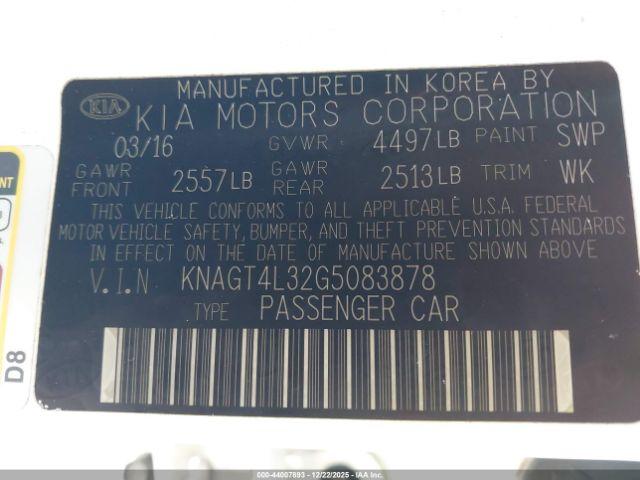 MANUFACTURED IN KOREA BY
KIA KIA MOTORS CORPORATION
03/16 GVWR 4497LB PAINT SWP
GAWR FRONT 2557LB GAWR REAR 2513LB TRIM WK
THIS VEHICLE CONFORMS TO ALL APPLICABLE U.S.A. FEDERAL
MOTOR VEHICLE SAFETY, BUMPER, AND THEFT PREVENTION STANDARDS
IN EFFECT ON THE DATE OF MANUFACTURE SHOWN ABOVE
V.I.N KNAGT4L32G5083878
TYPE PASSENGER CAR
D8
000-44007893 - 12/22/2025 - IAAI.COM